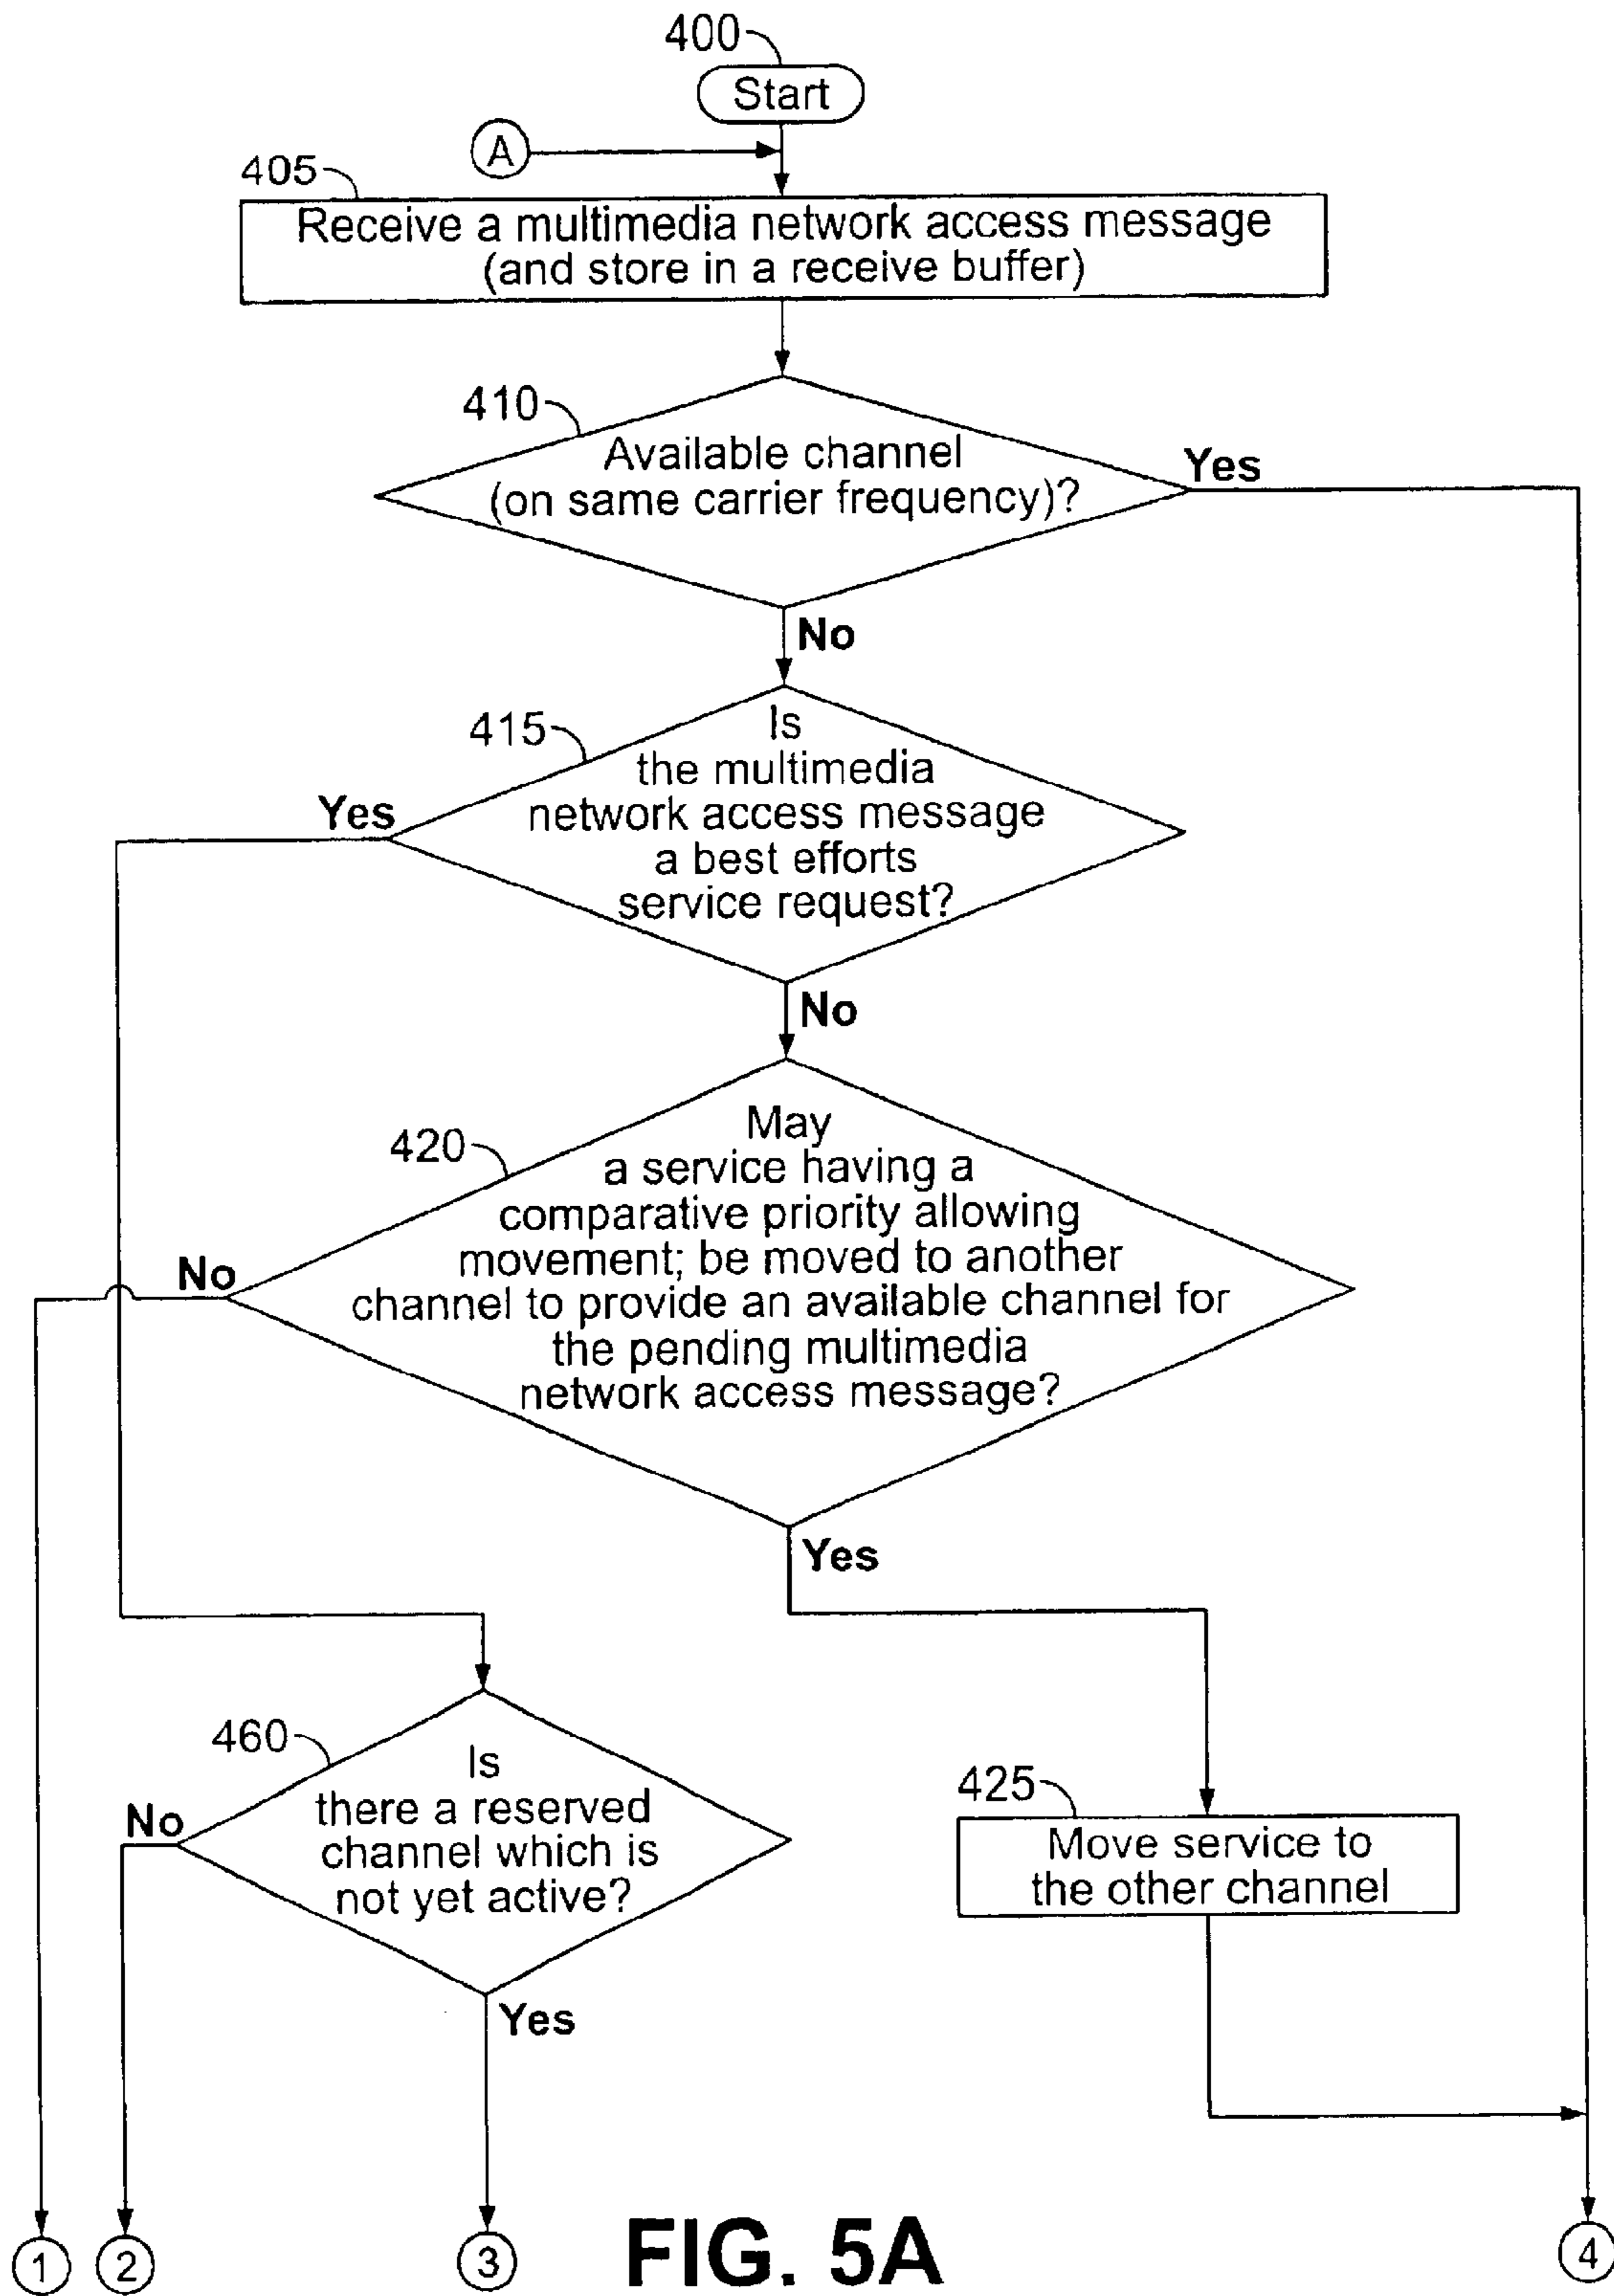 400
Start
A
405
Receive a multimedia network access message
(and store in a receive buffer)
410
Available channel
(on same carrier frequency)?
Yes
No
415
Is
the multimedia
network access message
a best efforts
service request?
Yes
No
420
May
a service having a
comparative priority allowing
movement; be moved to another
channel to provide an available channel for
the pending multimedia
network access message?
No
Yes
460
Is
there a reserved
channel which is
not yet active?
No
Yes
425
Move service to
the other channel
1
2
3
4
FIG. 5A